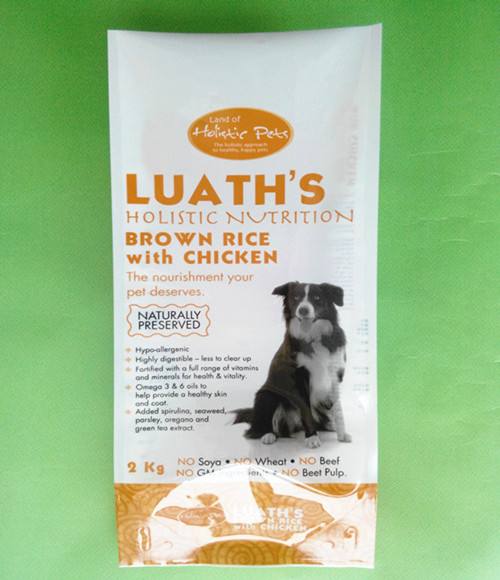 Land of
Holistic Pets
The holistic approach
to healthy, happy pets
LUATH'S
HOLISTIC NUTRITION
BROWN RICE
with CHICKEN
The nourishment your
pet deserves.
NATURALLY
PRESERVED
Hypo-allergenic
Highly digestible – less to clear up
Fortified with a full range of vitamins
and minerals for health & vitality.
Omega 3 & 6 oils to
help provide a healthy skin
and coat.
Added spirulina, seaweed,
parsley, oregano and
green tea extract.
2 Kg
NO Soya • NO Wheat • NO Beef
NO GM • NO Beet Pulp.
LUATH'S
N RICE
with CHICKEN